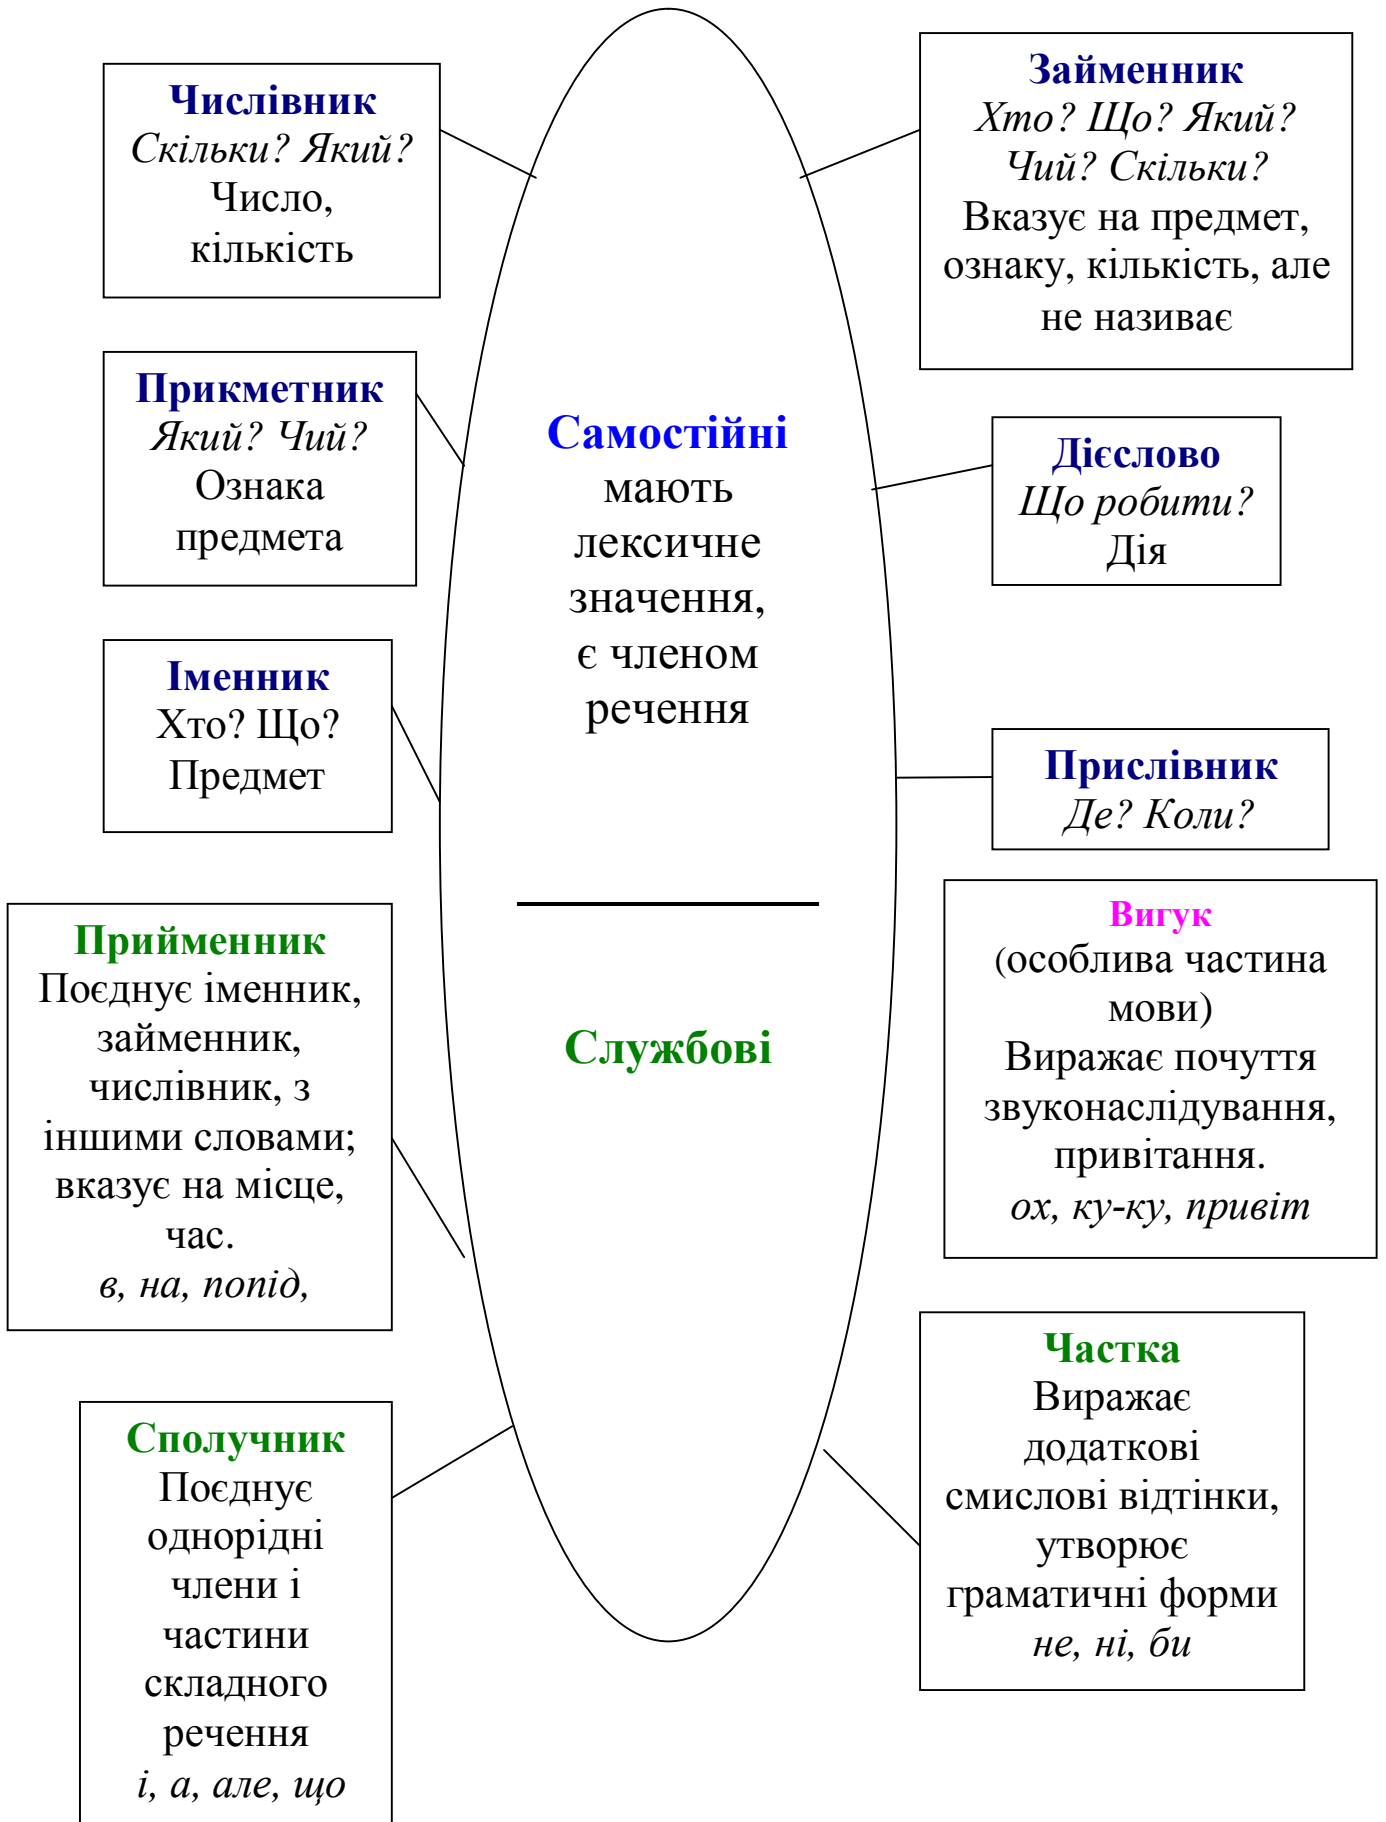 Числівник
Скільки? Який?
Число,
кількість
Прикметник
Який? Чий?
Ознака
предмета
Іменник
Хто? Що?
Предмет
Самостійні
мають
лексичне
значення,
є членом
речення
Займенник
Хто? Що? Який?
Чий? Скільки?
Вказує на предмет,
ознаку, кількість, але
не називає
Дієслово
Що робити?
Дія
Прислівник
Де? Коли?
Прийменник
Поєднує іменник,
займенник,
числівник, з
іншими словами;
вказує на місце,
час.
в, на, попід,
Сполучник
Поєднує
однорідні
члени і
частини
складного
речення
і, а, але, що
Службові
Вигук
(особлива частина
мови)
Виражає почуття
звуконаслідування,
привітання.
ох, ку-ку, привіт
Частка
Виражає
додаткові
смислові відтінки,
утворює
граматичні форми
не, ні, би